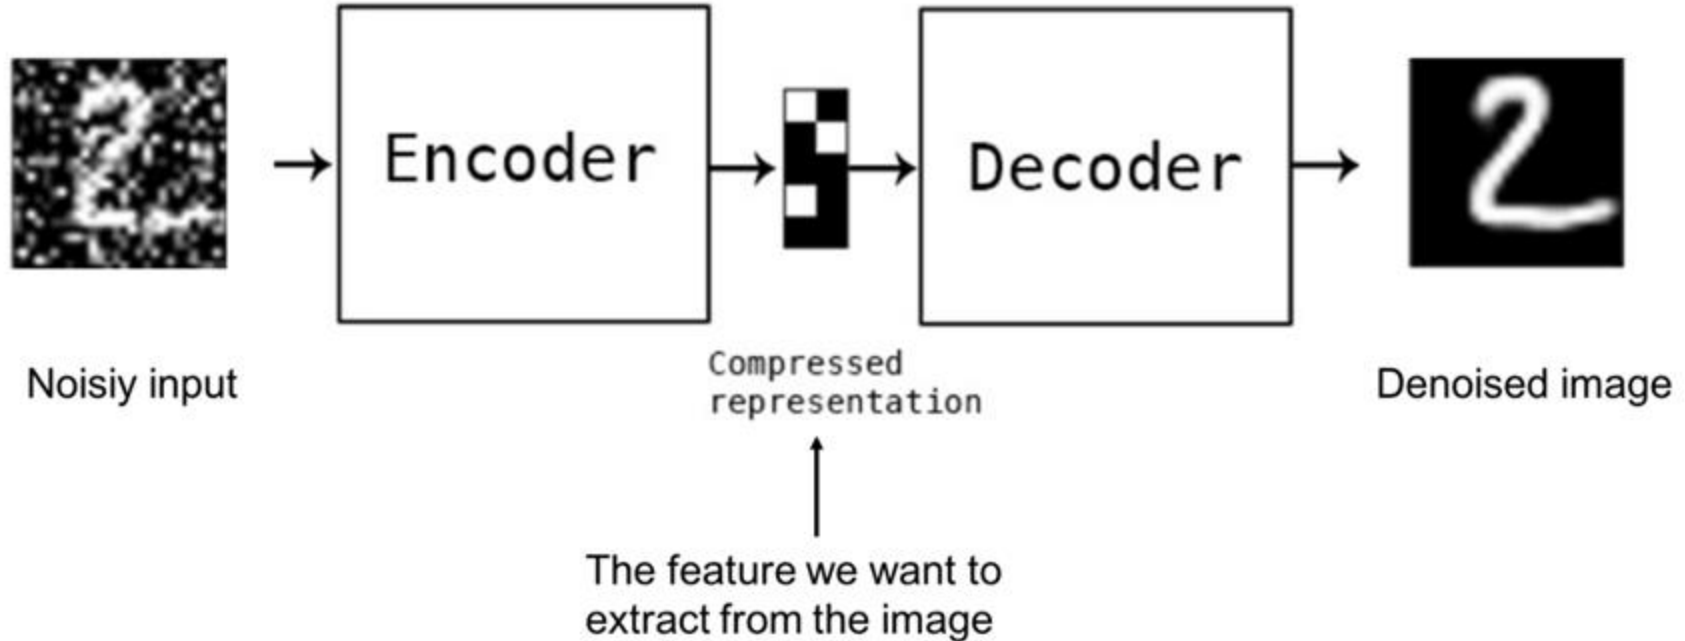 Encoder
Decoder
Noisiy input
Compressed
representation
Denoised image
The feature we want to
extract from the image